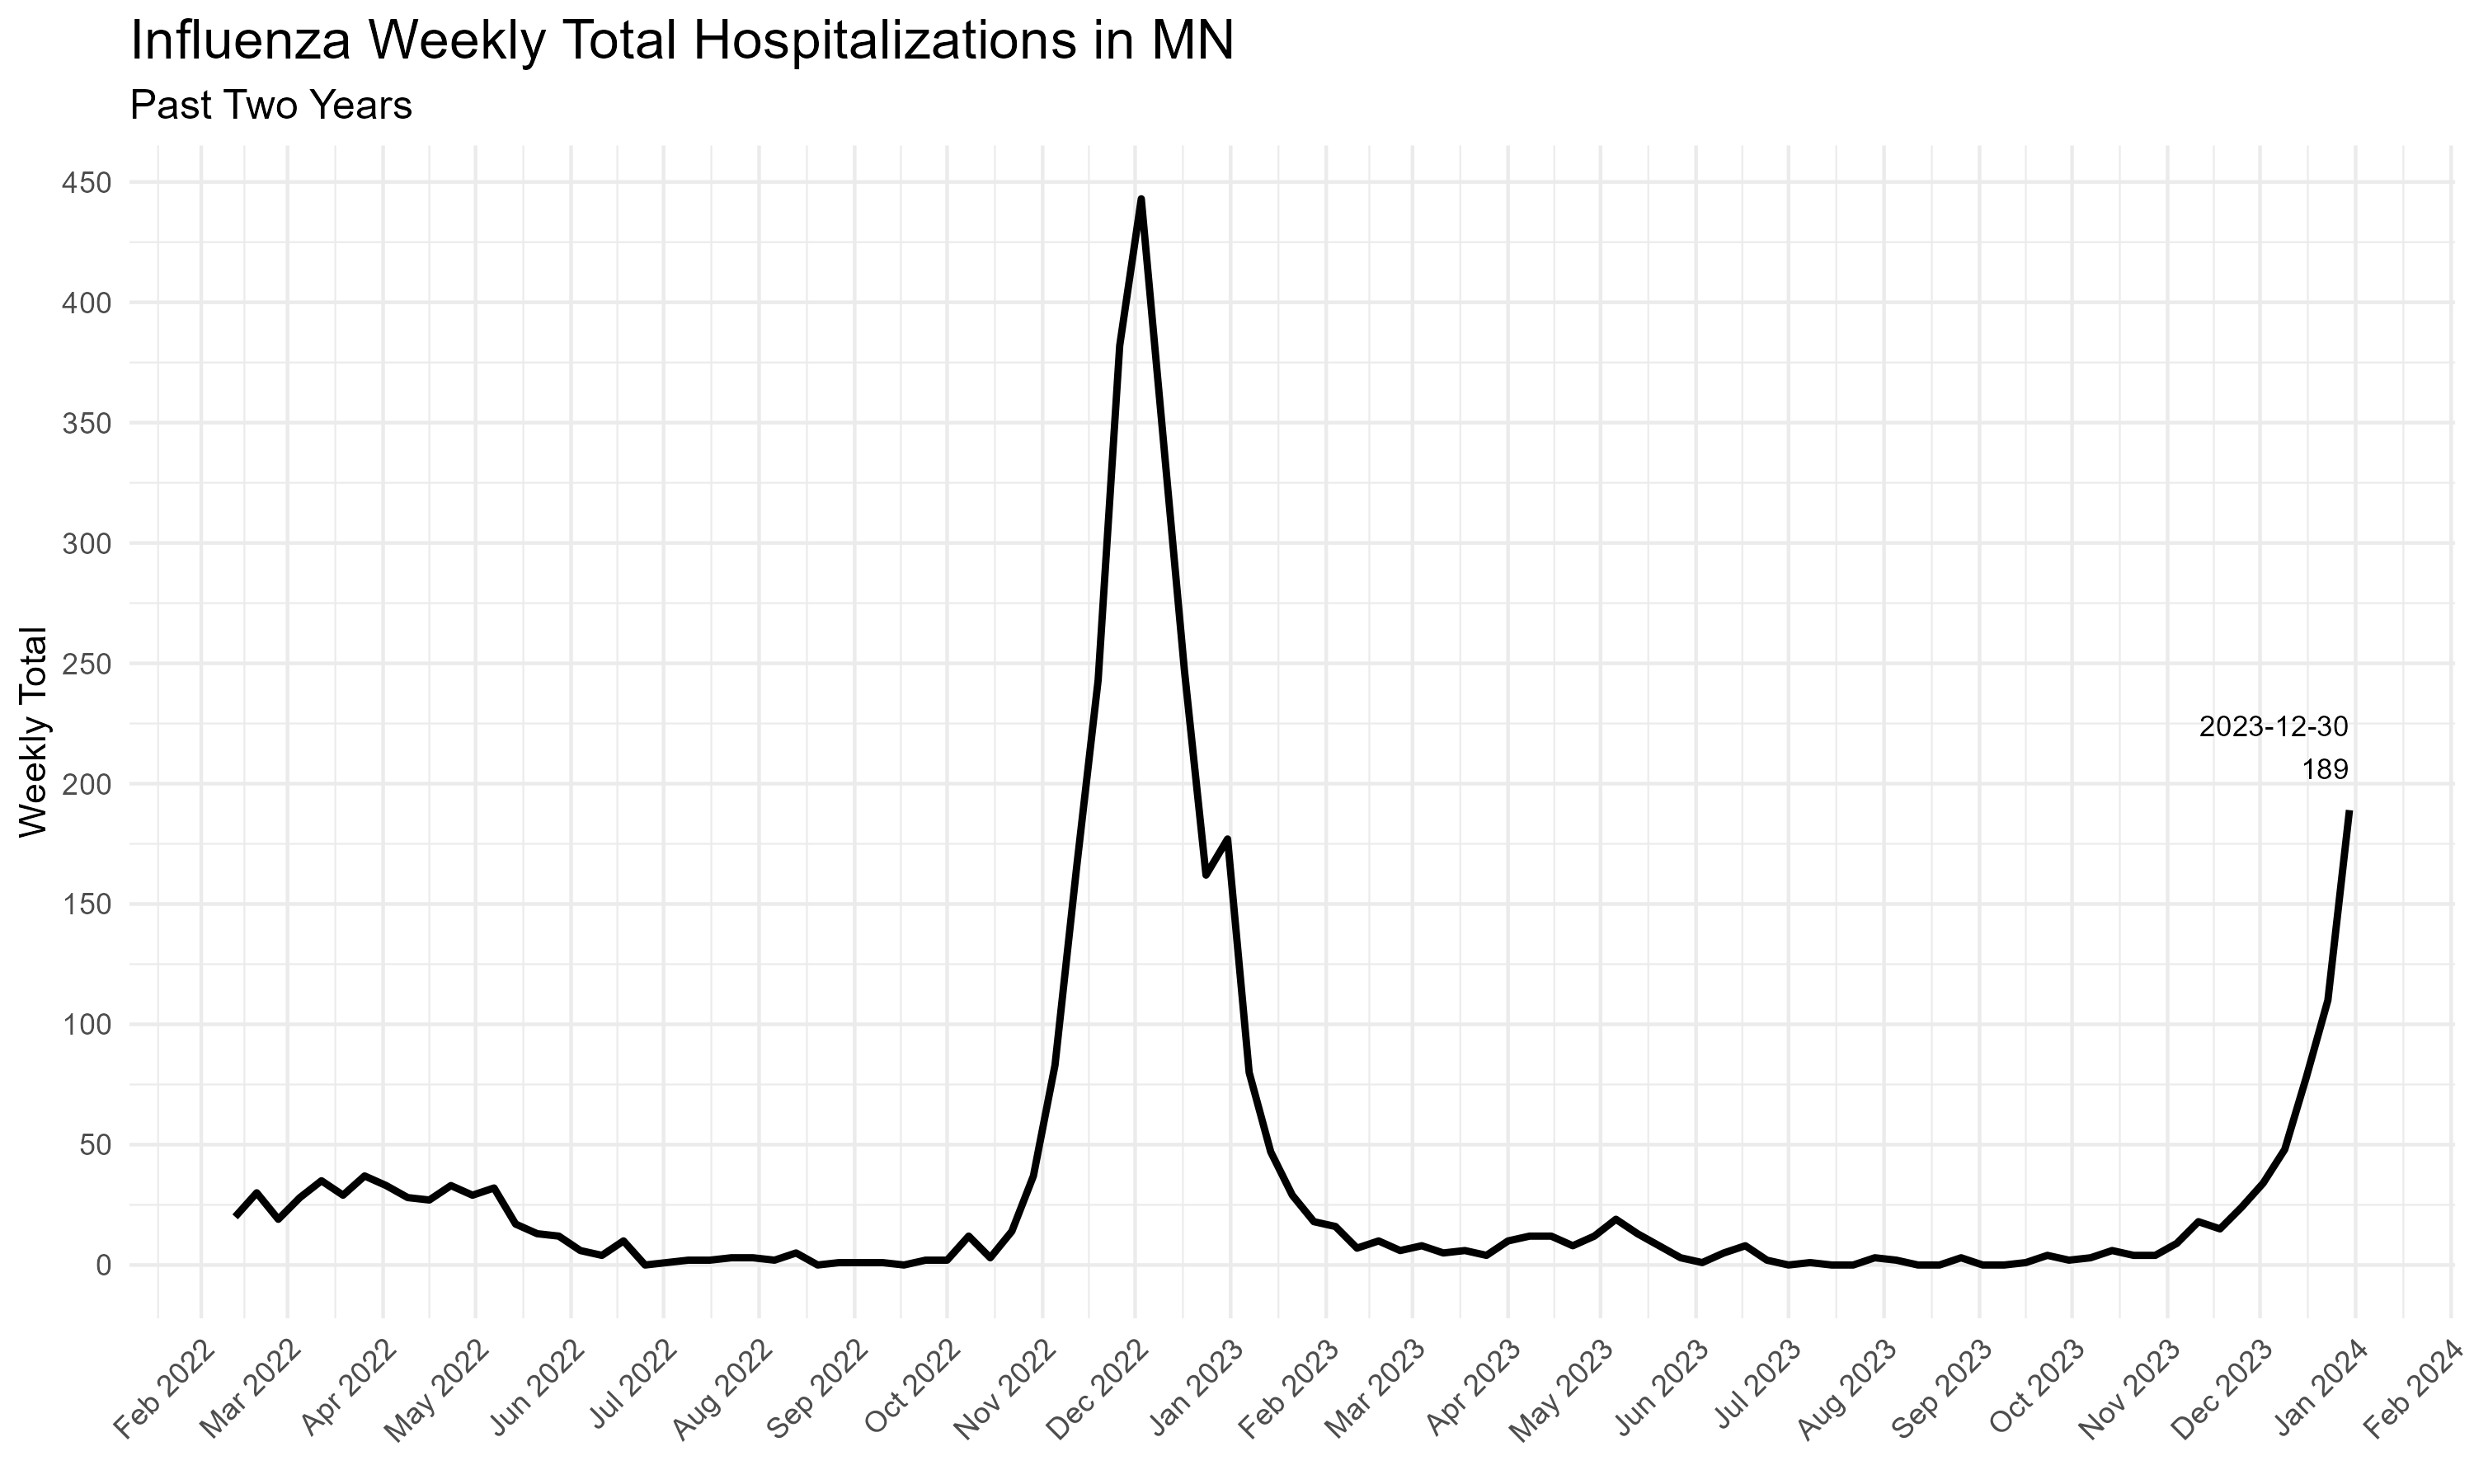 Influenza Weekly Total Hospitalizations in MN
Past Two Years
Weekly Total
450
400
350
300
250
200
150
100
50
0
2023-12-30
189
Feb 2022
Mar 2022
Apr 2022
May 2022
Jun 2022
Jul 2022
Aug 2022
Sep 2022
Oct 2022
Nov 2022
Dec 2022
Jan 2023
Feb 2023
Mar 2023
Apr 2023
May 2023
Jun 2023
Jul 2023
Aug 2023
Sep 2023
Oct 2023
Nov 2023
Dec 2023
Jan 2024
Feb 2024